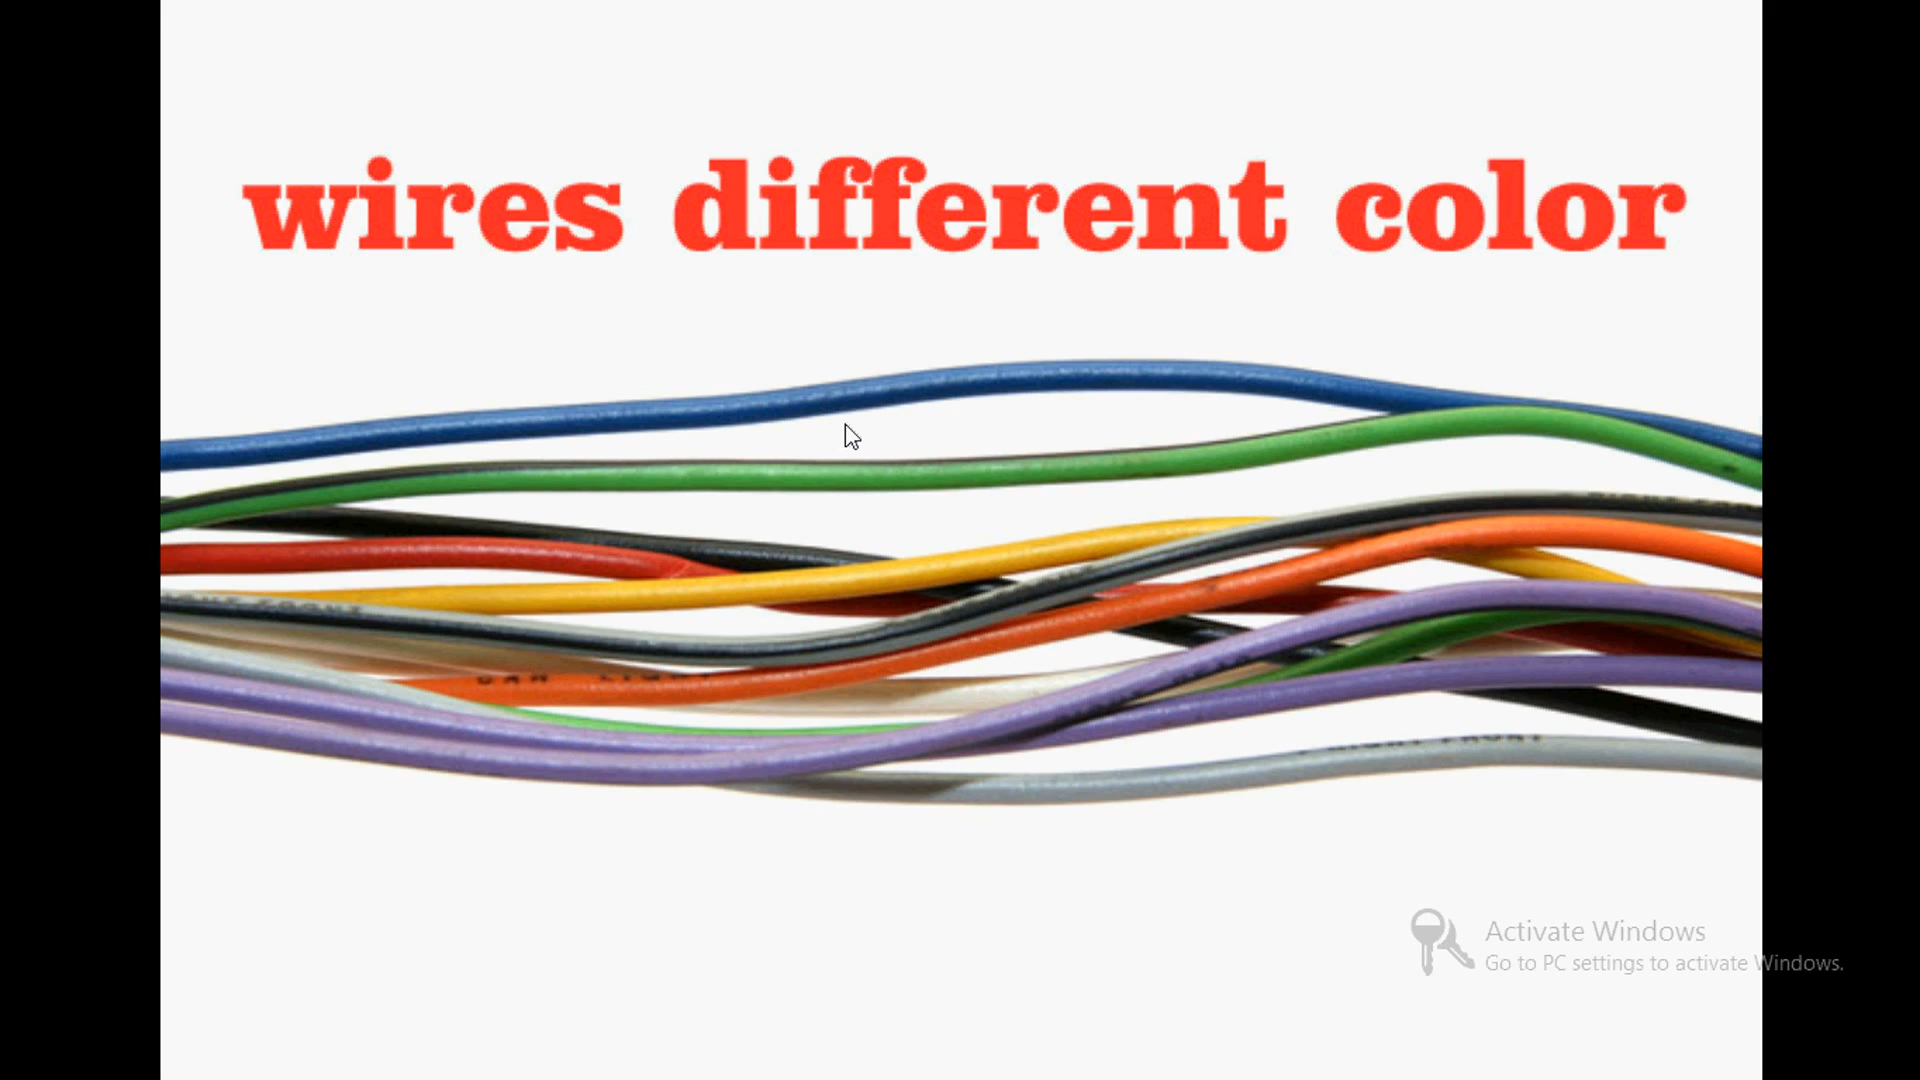 wires different color
Activate Windows
Go to PC settings to activate Windows.